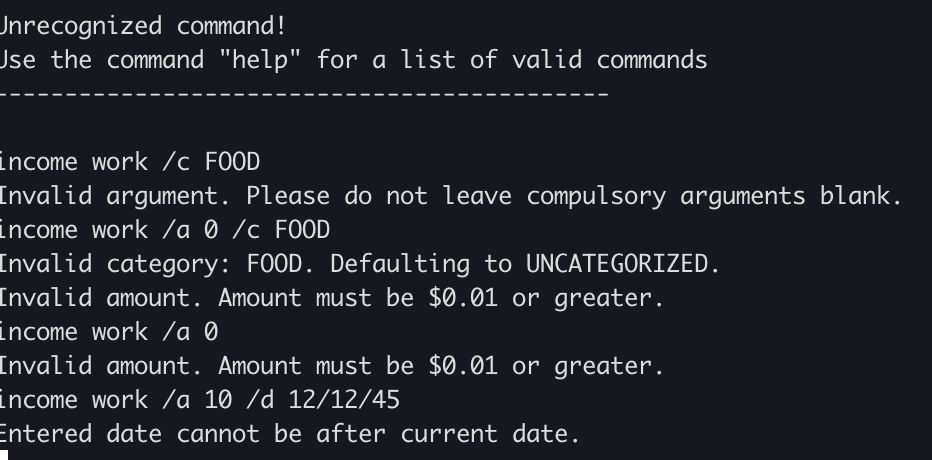 Unrecognized command!
Use the command "help" for a list of valid commands
--------------------------------------------
income work /c FOOD
Invalid argument. Please do not leave compulsory arguments blank.
income work /a 0 /c FOOD
Invalid category: FOOD. Defaulting to UNCATEGORIZED.
Invalid amount. Amount must be $0.01 or greater.
income work /a 0
Invalid amount. Amount must be $0.01 or greater.
income work /a 10 /d 12/12/45
Entered date cannot be after current date.